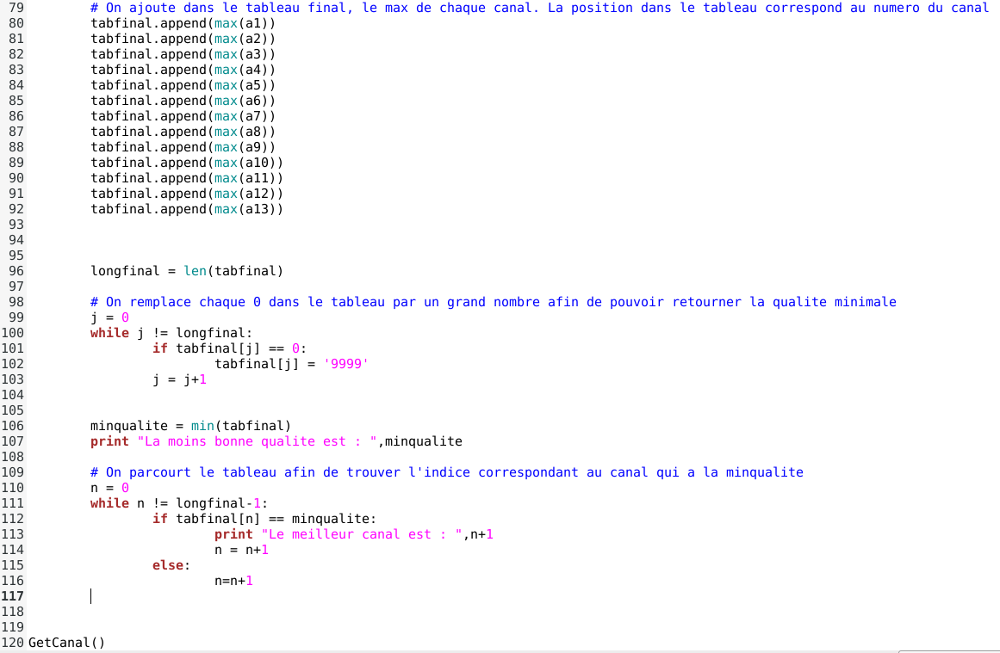 79 # On ajoute dans le tableau final, le max de chaque canal. La position dans le tableau correspond au numero du canal
80 tabfinal.append(max(a1))
81 tabfinal.append(max(a2))
82 tabfinal.append(max(a3))
83 tabfinal.append(max(a4))
84 tabfinal.append(max(a5))
85 tabfinal.append(max(a6))
86 tabfinal.append(max(a7))
87 tabfinal.append(max(a8))
88 tabfinal.append(max(a9))
89 tabfinal.append(max(a10))
90 tabfinal.append(max(a11))
91 tabfinal.append(max(a12))
92 tabfinal.append(max(a13))
93
94
95
96 longfinal = len(tabfinal)
97
98 # On remplace chaque 0 dans le tableau par un grand nombre afin de pouvoir retourner la qualite minimale
99 j = 0
100 while j != longfinal:
101 if tabfinal[j] == 0:
102 tabfinal[j] = '9999'
103 j = j+1
104
105
106 minqualite = min(tabfinal)
107 print "La moins bonne qualite est : ",minqualite
108
109 # On parcourt le tableau afin de trouver l'indice correspondant au canal qui a la minqualite
110 n = 0
111 while n != longfinal-1:
112 if tabfinal[n] == minqualite:
113 print "Le meilleur canal est : ",n+1
114 n = n+1
115 else:
116 n=n+1
117
118
119
120 GetCanal()